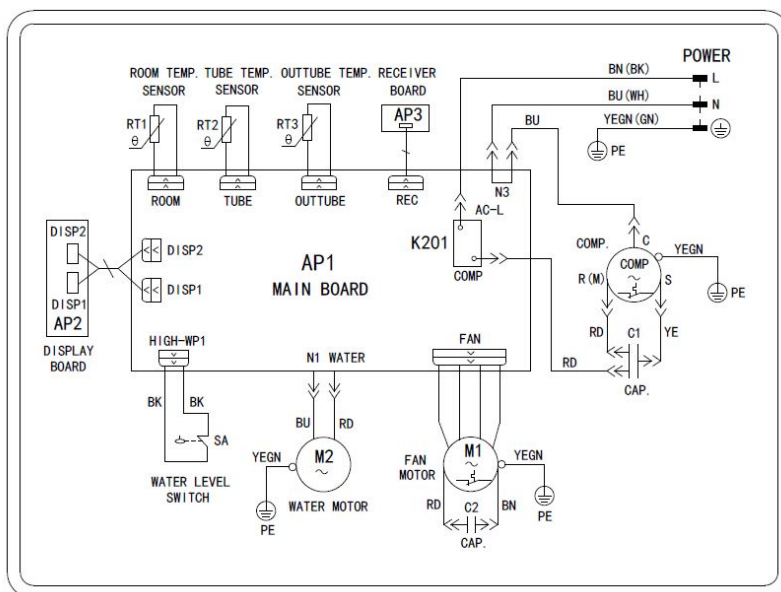 POWER
ROOM TEMP. TUBE TEMP. OUTTUBE TEMP. RECEIVER
SENSOR SENSOR SENSOR BOARD
BN(BK) L
BU(WH) N
YEGN(GN)
BU
PE
RT1 θ RT2 θ RT3 θ AP3
ROOM TUBE OUTTUBE REC N3
AC-L
K201
COMP
DISP2 DISP2
DISP1 DISP1
AP2
DISPLAY
BOARD
AP1
MAIN BOARD
COMP. C YEGN
COMP
R(M) S
PE
RD C1 YE
CAP.
RD
HIGH-WP1 N1 WATER FAN
BK BK
SA
WATER LEVEL
SWITCH
BU RD
YEGN M2
PE
WATER MOTOR
FAN
MOTOR
M1
YEGN
PE
RD C2 BN
CAP.